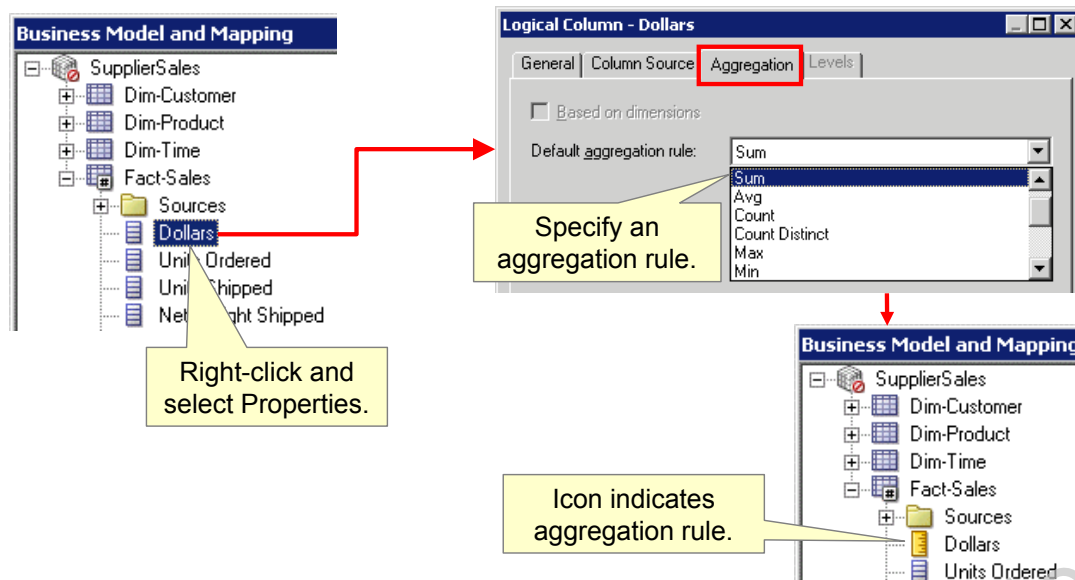 Business Model and Mapping
SupplierSales
Dim-Customer
Dim-Product
Dim-Time
Fact-Sales
Sources
Dollars
Ordered
Shipped
Shipped
Right-click and
select Properties.
Logical Column - Dollars
General
Column Source
Aggregation
Levels
Based on dimensions
Default aggregation rule:
Sum
Sum
Avg
Count
Count Distinct
Max
Min
Specify an
aggregation rule.
Business Model and Mapping
SupplierSales
Dim-Customer
Dim-Product
Dim-Time
Fact-Sales
Sources
Dollars
Units Ordered
Icon indicates
aggregation rule.